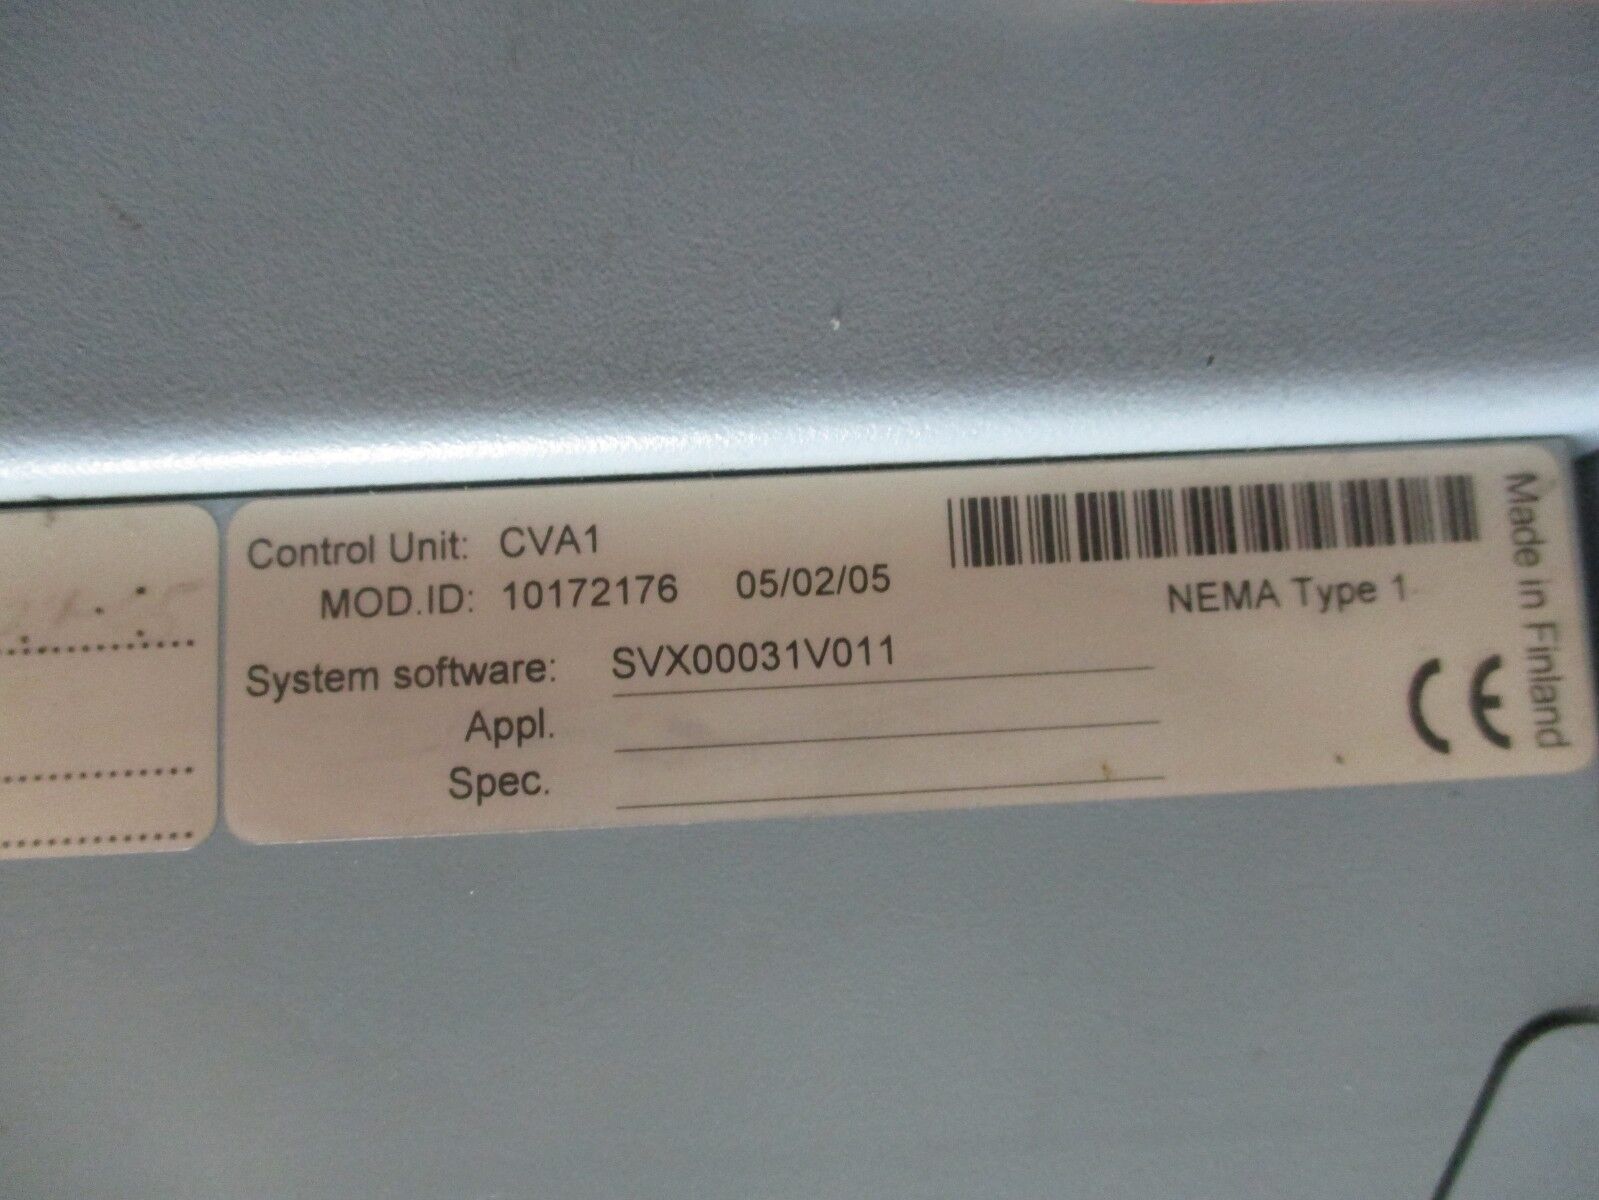 Control Unit: CVA1
MOD.ID: 10172176 05/02/05
NEMA Type 1
System software: SVX00031V011
Appl.
Spec.
CE
Made in Finland